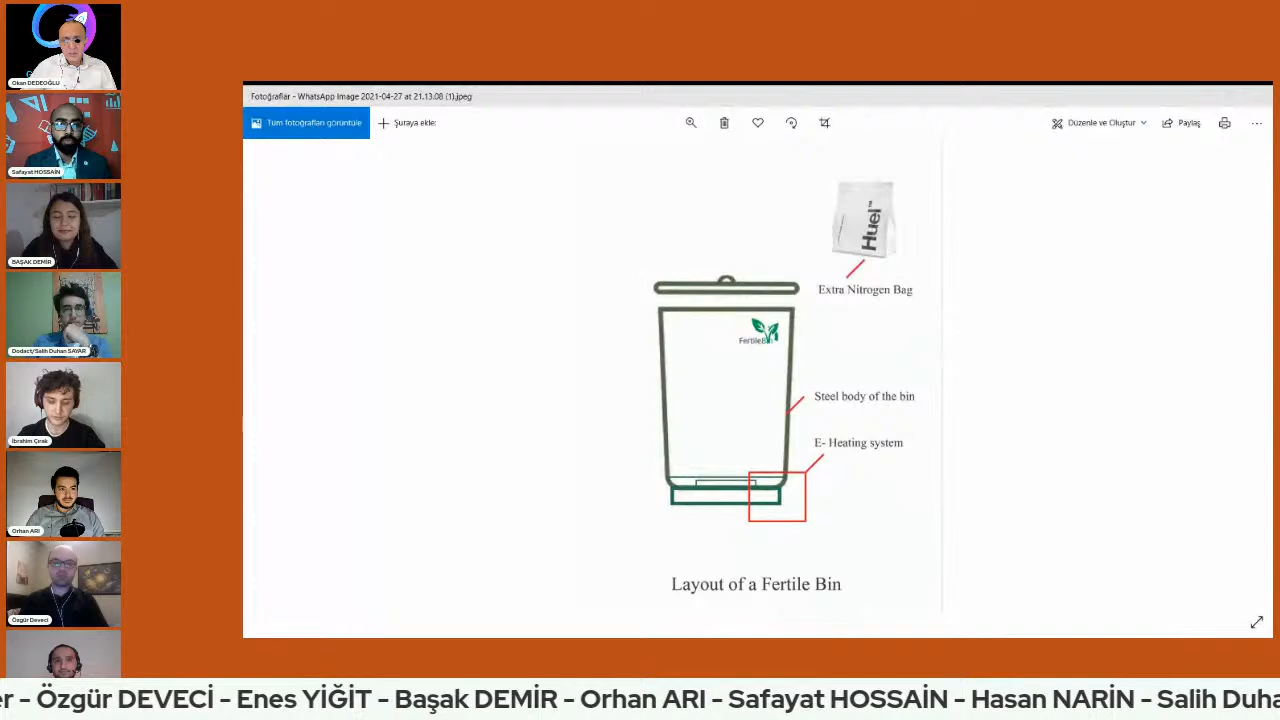 Okan DEDEOĞLU
Safayat HOSSAİN
BAŞAK DEMİR
Dodact/Salih Duhan SAYAR
İbrahim Çırak
Orhan ARI
Özgür Deveci
Fotoğraflar - WhatsApp Image 2021-04-27 at 21.13.08 (1).jpeg
Tüm fotoğrafları görüntüle
Şuraya ekle:
Düzenle ve Oluştur
Paylaş
Huel™
Extra Nitrogen Bag
FertileBin
Steel body of the bin
E- Heating system
Layout of a Fertile Bin
er - Özgür DEVECİ - Enes YİĞİT - Başak DEMİR - Orhan ARI - Safayat HOSSAİN - Hasan NARİN - Salih Duha